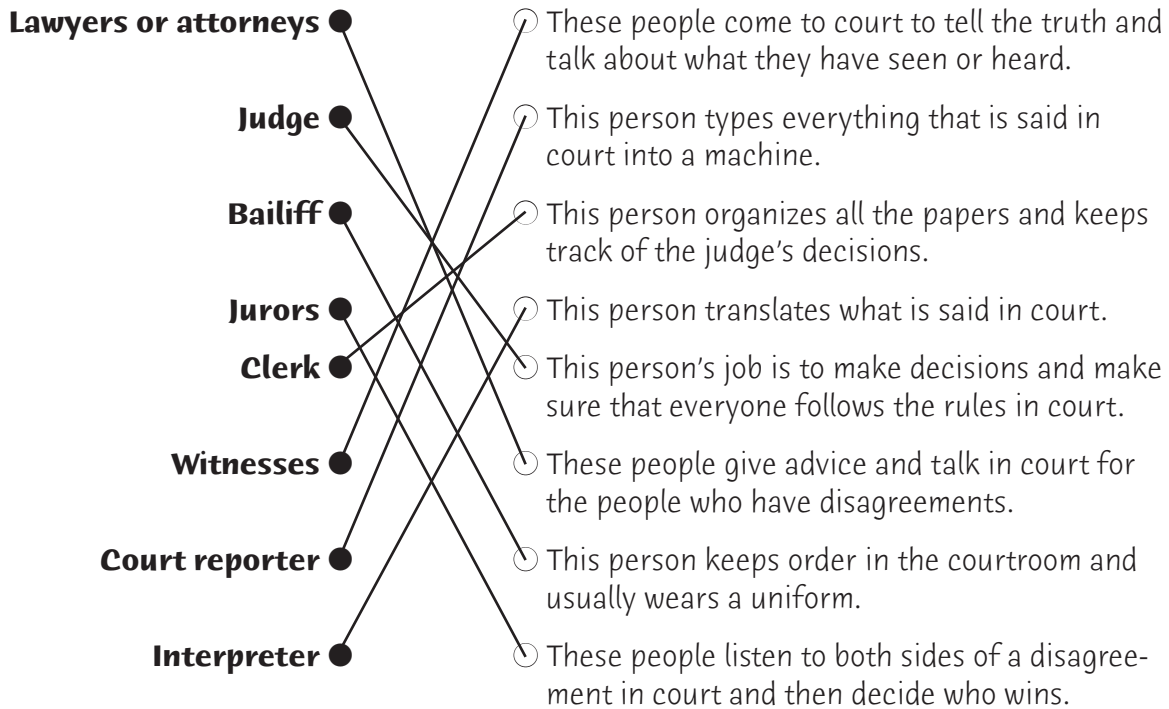 Lawyers or attorneys
These people come to court to tell the truth and
talk about what they have seen or heard.
Judge
This person types everything that is said in
court into a machine.
Bailiff
This person organizes all the papers and keeps
track of the judge’s decisions.
Jurors
This person translates what is said in court.
Clerk
This person’s job is to make decisions and make
sure that everyone follows the rules in court.
Witnesses
These people give advice and talk in court for
the people who have disagreements.
Court reporter
This person keeps order in the courtroom and
usually wears a uniform.
Interpreter
These people listen to both sides of a disagree-
ment in court and then decide who wins.